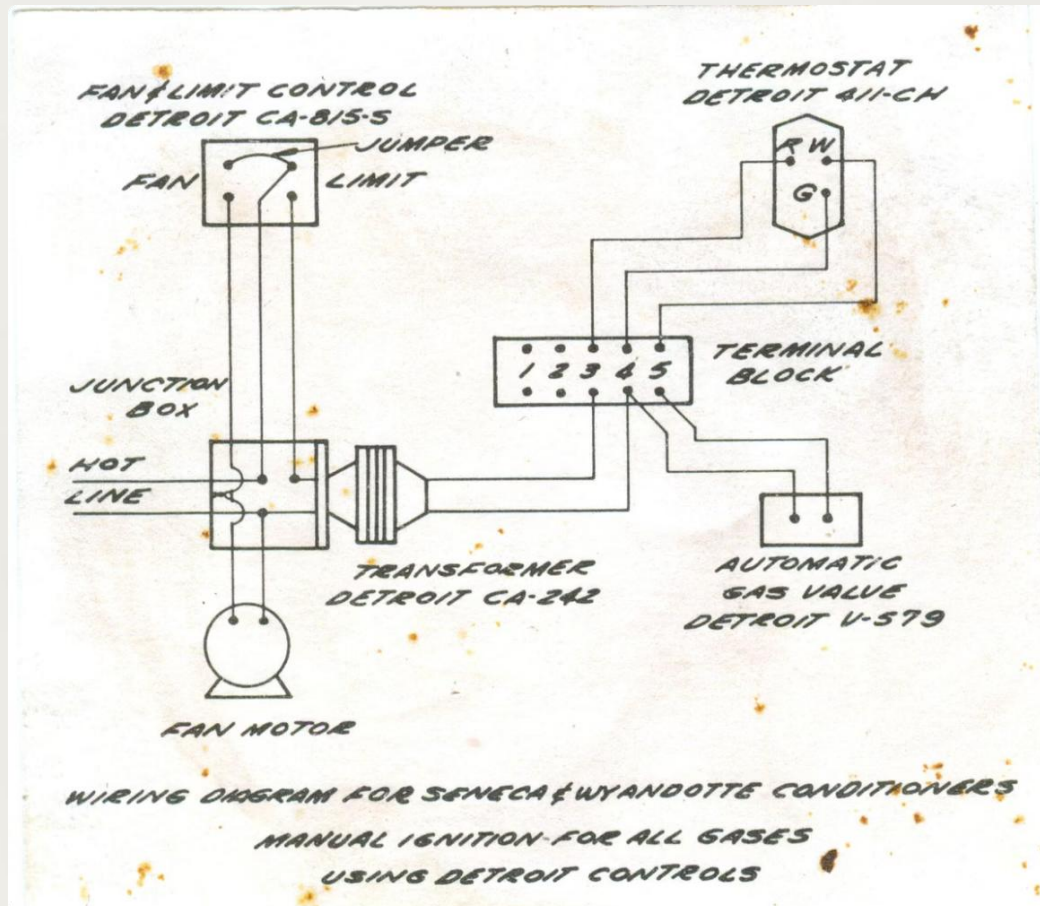 FAN & LIMIT CONTROL
DETROIT CA-815-S
JUMPER
FAN
LIMIT
THERMOSTAT
DETROIT 411-CH
R W
G
1 2 3 4 5
TERMINAL
BLOCK
JUNCTION
BOX
HOT
LINE
TRANSFORMER
DETROIT CA-242
AUTOMATIC
GAS VALVE
DETROIT V-579
FAN MOTOR
WIRING DIAGRAM FOR SENECA & WYANDOTTE CONDITIONERS
MANUAL IGNITION-FOR ALL GASES
USING DETROIT CONTROLS